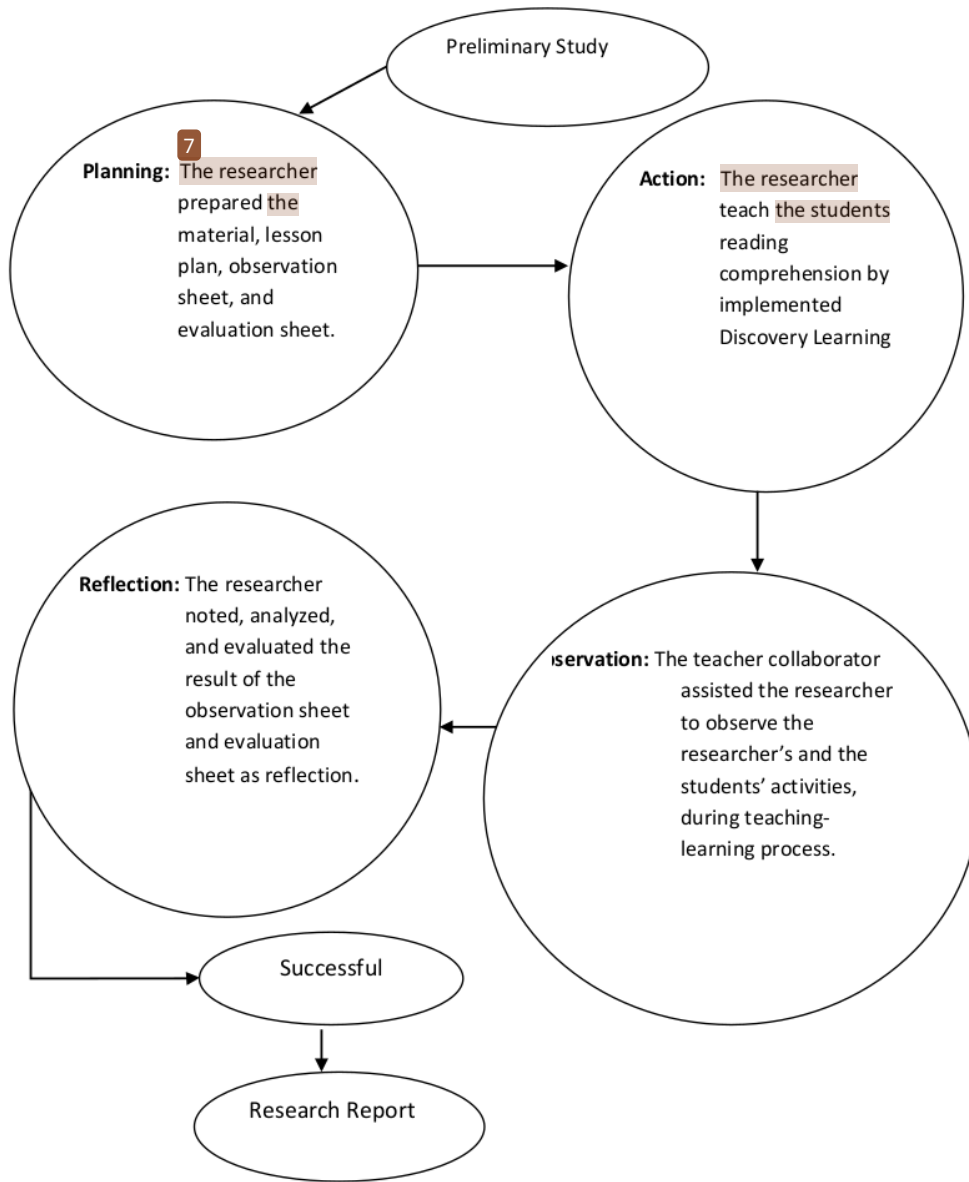 Preliminary Study
7
Planning: The researcher
prepared the
material, lesson
plan, observation
sheet, and
evaluation sheet.
Action: The researcher
teach the students
reading
comprehension by
implemented
Discovery Learning
servation: The teacher collaborator
assisted the researcher
to observe the
researcher’s and the
students’ activities,
during teaching-
learning process.
Reflection: The researcher
noted, analyzed,
and evaluated the
result of the
observation sheet
and evaluation
sheet as reflection.
Successful
Research Report